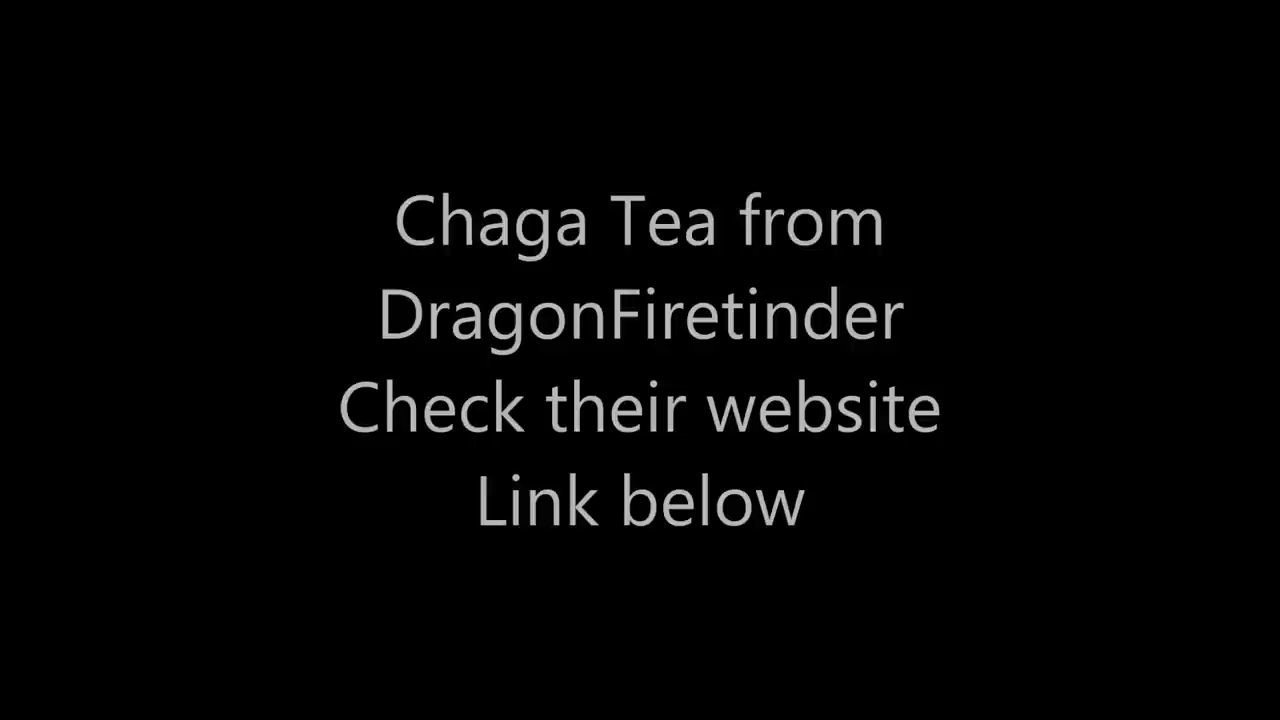 Chaga Tea from
DragonFiretinder
Check their website
Link below